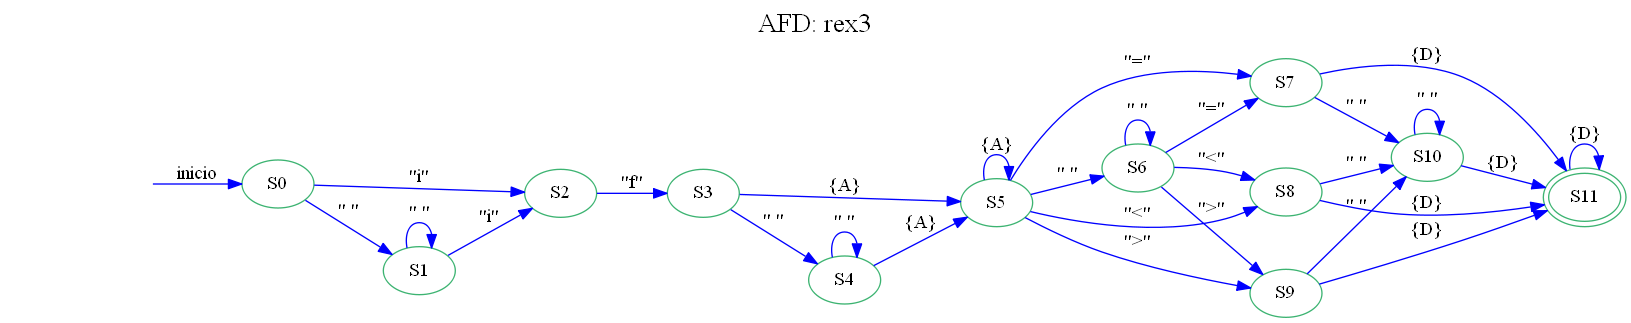 AFD: rex3
inicio
S0
" "
"i"
" "
S1
"i"
S2
"f"
S3
{A}
" "
" "
S4
{A}
{A}
S5
"="
" "
"<"
">"
" "
S6
"="
"<"
">"
S7
{D}
" "
S8
" "
{D}
S9
" "
{D}
" "
S10
{D}
{D}
S11